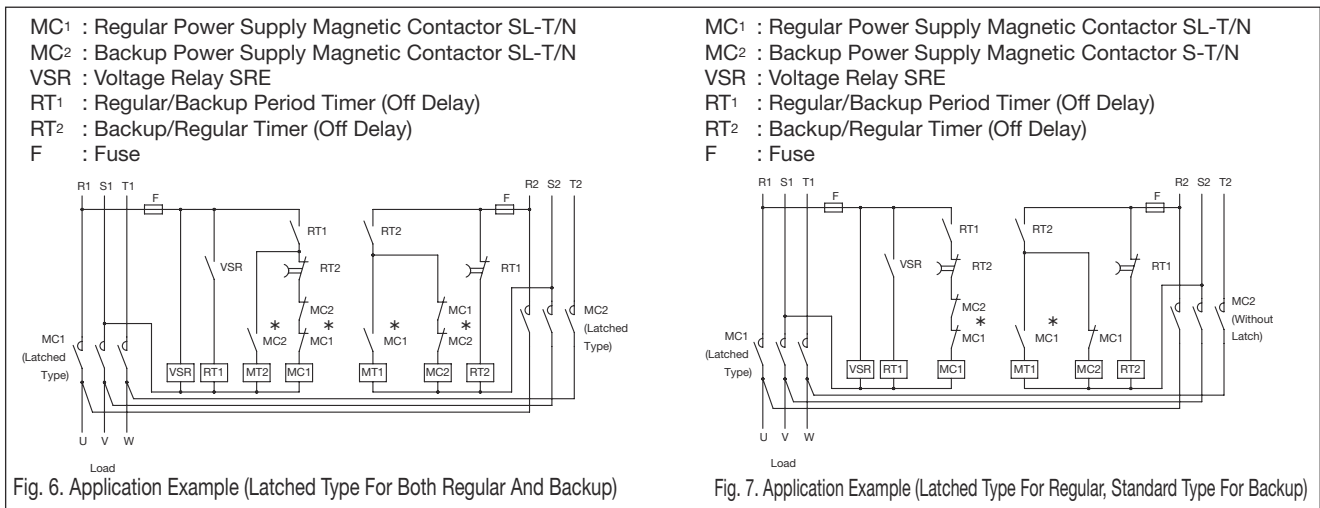 MC1 : Regular Power Supply Magnetic Contactor SL-T/N
MC2 : Backup Power Supply Magnetic Contactor SL-T/N
VSR : Voltage Relay SRE
RT1 : Regular/Backup Period Timer (Off Delay)
RT2 : Backup/Regular Timer (Off Delay)
F : Fuse
R1 S1 T1
R2 S2 T2
F
F
RT1
RT2
VSR
RT2
RT1
MC2
MC1
MC2
(Latched
Type)
* * * *
MC2 MC1 MC1 MC2
MC1
(Latched
Type)
VSR RT1 MT2 MC1 MT1 MC2 RT2
U V W
Load
Fig. 6. Application Example (Latched Type For Both Regular And Backup)
MC1 : Regular Power Supply Magnetic Contactor SL-T/N
MC2 : Backup Power Supply Magnetic Contactor S-T/N
VSR : Voltage Relay SRE
RT1 : Regular/Backup Period Timer (Off Delay)
RT2 : Backup/Regular Timer (Off Delay)
F : Fuse
R1 S1 T1
R2 S2 T2
F
F
RT1
RT2
VSR
RT2
RT1
MC2
MC2
(Without
Latch)
* *
MC1 MC1 MC1
MC1
(Latched
Type)
VSR RT1 MC1 MT1 MC2 RT2
U V W
Load
Fig. 7. Application Example (Latched Type For Regular, Standard Type For Backup)